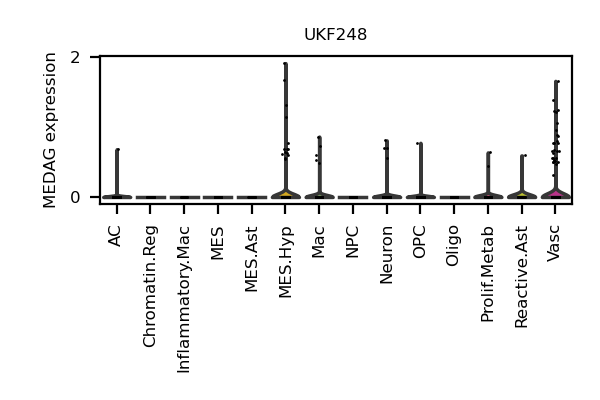 UKF248
MEDAG expression
2
0
AC
Chromatin.Reg
Inflammatory.Mac
MES
MES.Ast
MES.Hyp
Mac
NPC
Neuron
OPC
Oligo
Prolif.Metab
Reactive.Ast
Vasc